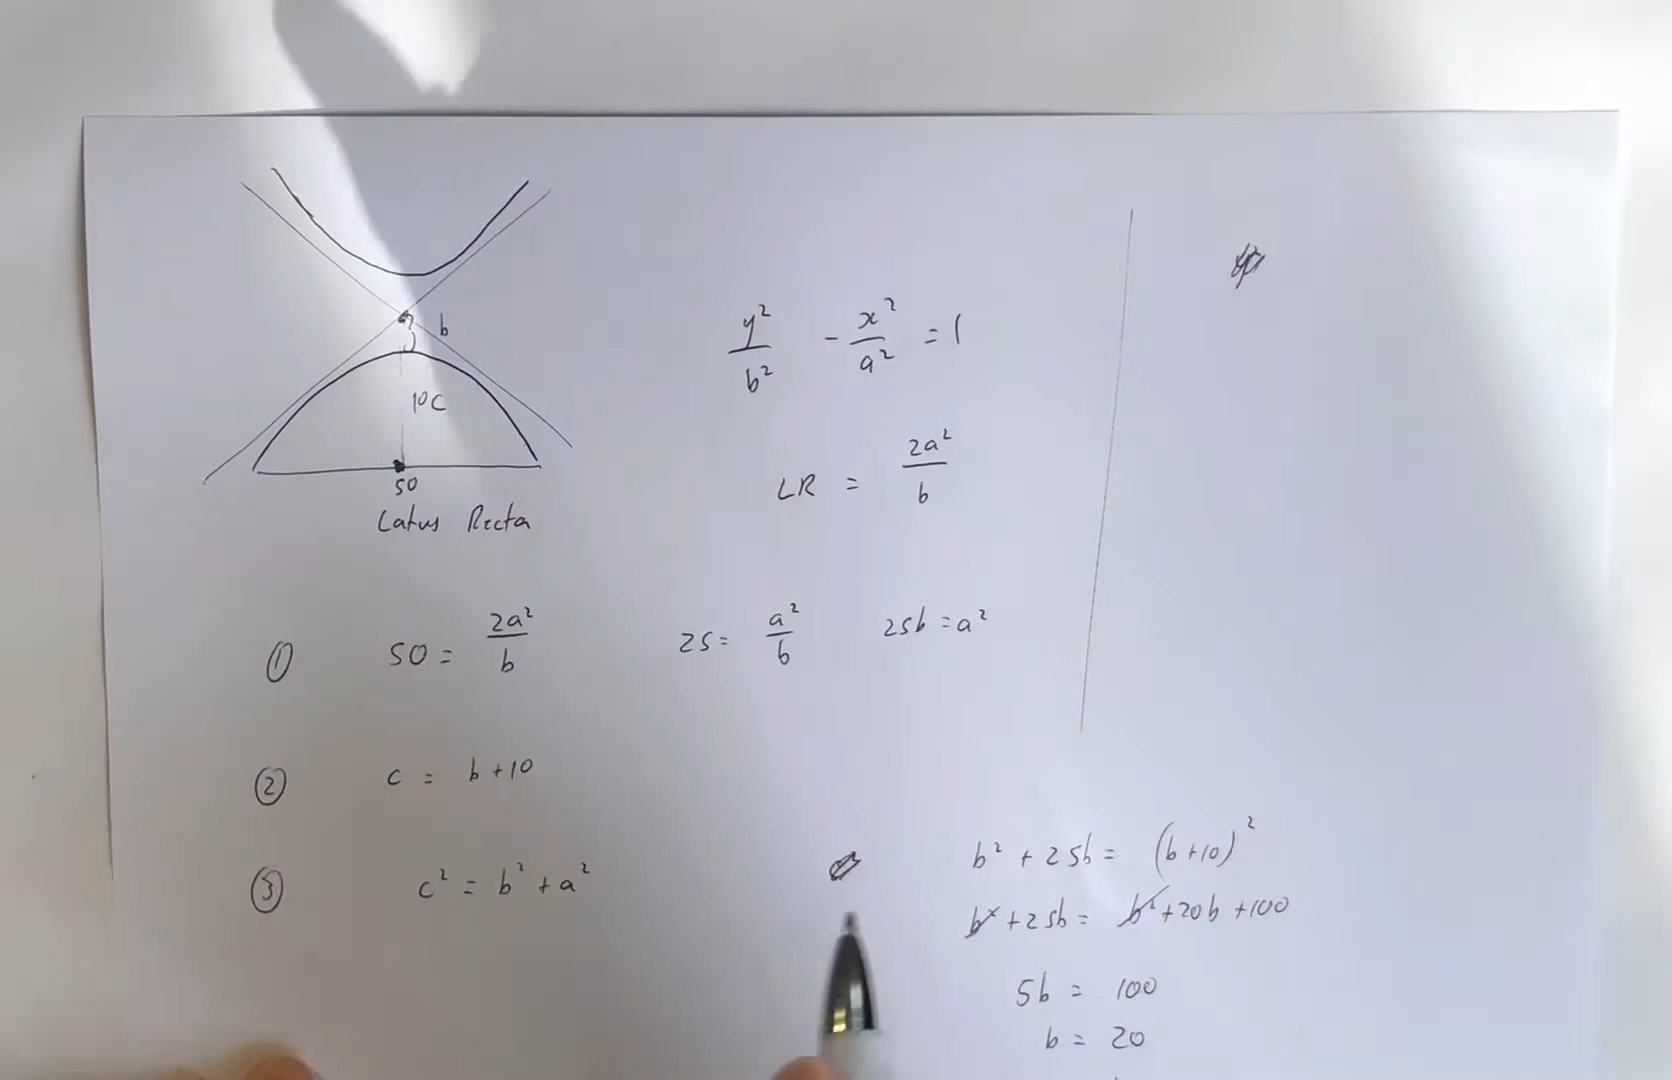 b
10 C
50
Latus Recta
y²/b² - x²/a² = 1
LR = 2a²/b
① 50 = 2a²/b 25 = a²/b 25b = a²
② c = b + 10
③ c² = b² + a²
b² + 25b = (b + 10)²
b² + 25b = b² + 20b + 100
5b = 100
b = 20